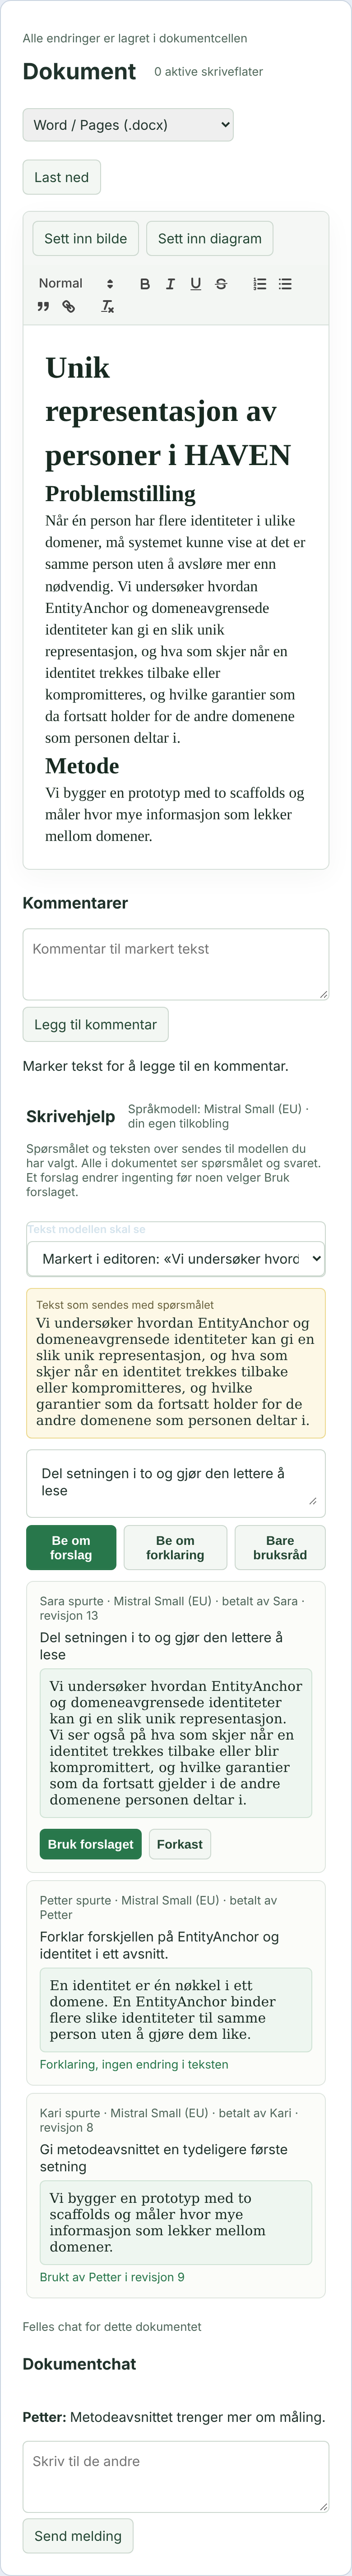 Alle endringer er lagret i dokumentcellen
Dokument
0 aktive skriveflater
Word / Pages (.docx)
Last ned
Sett inn bilde
Sett inn diagram
Normal
Unik
representasjon av
personer i HAVEN
Problemstilling
Når én person har flere identiteter i ulike
domener, må systemet kunne vise at det er
samme person uten å avsløre mer enn
nødvendig. Vi undersøker hvordan
EntityAnchor og domeneavgrensede
identiteter kan gi en slik unik
representasjon, og hva som skjer når en
identitet trekkes tilbake eller
kompromitteres, og hvilke garantier som
da fortsatt holder for de andre domenene
som personen deltar i.
Metode
Vi bygger en prototyp med to scaffolds og
måler hvor mye informasjon som lekker
mellom domener.
Kommentarer
Kommentar til markert tekst
Legg til kommentar
Marker tekst for å legge til en kommentar.
Skrivehjelp
Språkmodell: Mistral Small (EU) ·
din egen tilkobling
Spørsmålet og teksten over sendes til modellen du
har valgt. Alle i dokumentet ser spørsmålet og svaret.
Et forslag endrer ingenting før noen velger Bruk
forslaget.
Tekst modellen skal se
Markert i editoren: «Vi undersøker hvord
Tekst som sendes med spørsmålet
Vi undersøker hvordan EntityAnchor og
domeneavgrensede identiteter kan gi en
slik unik representasjon, og hva som
skjer når en identitet trekkes tilbake
eller kompromitteres, og hvilke
garantier som da fortsatt holder for de
andre domenene som personen deltar i.
Del setningen i to og gjør den lettere å
lese
Be om
forslag
Be om
forklaring
Bare
bruksråd
Sara spurte · Mistral Small (EU) · betalt av Sara ·
revisjon 13
Del setningen i to og gjør den lettere å
lese
Vi undersøker hvordan EntityAnchor
og domeneavgrensede identiteter
kan gi en slik unik representasjon.
Vi ser også på hva som skjer når en
identitet trekkes tilbake eller blir
kompromittert, og hvilke garantier
som da fortsatt gjelder i de andre
domenene personen deltar i.
Bruk forslaget
Forkast
Petter spurte · Mistral Small (EU) · betalt av
Petter
Forklar forskjellen på EntityAnchor og
identitet i ett avsnitt.
En identitet er én nøkkel i ett
domene. En EntityAnchor binder
flere slike identiteter til samme
person uten å gjøre dem like.
Forklaring, ingen endring i teksten
Kari spurte · Mistral Small (EU) · betalt av Kari ·
revisjon 8
Gi metodeavsnittet en tydeligere første
setning
Vi bygger en prototyp med to
scaffolds og måler hvor mye
informasjon som lekker mellom
domener.
Brukt av Petter i revisjon 9
Felles chat for dette dokumentet
Dokumentchat
Petter: Metodeavsnittet trenger mer om måling.
Skriv til de andre
Send melding